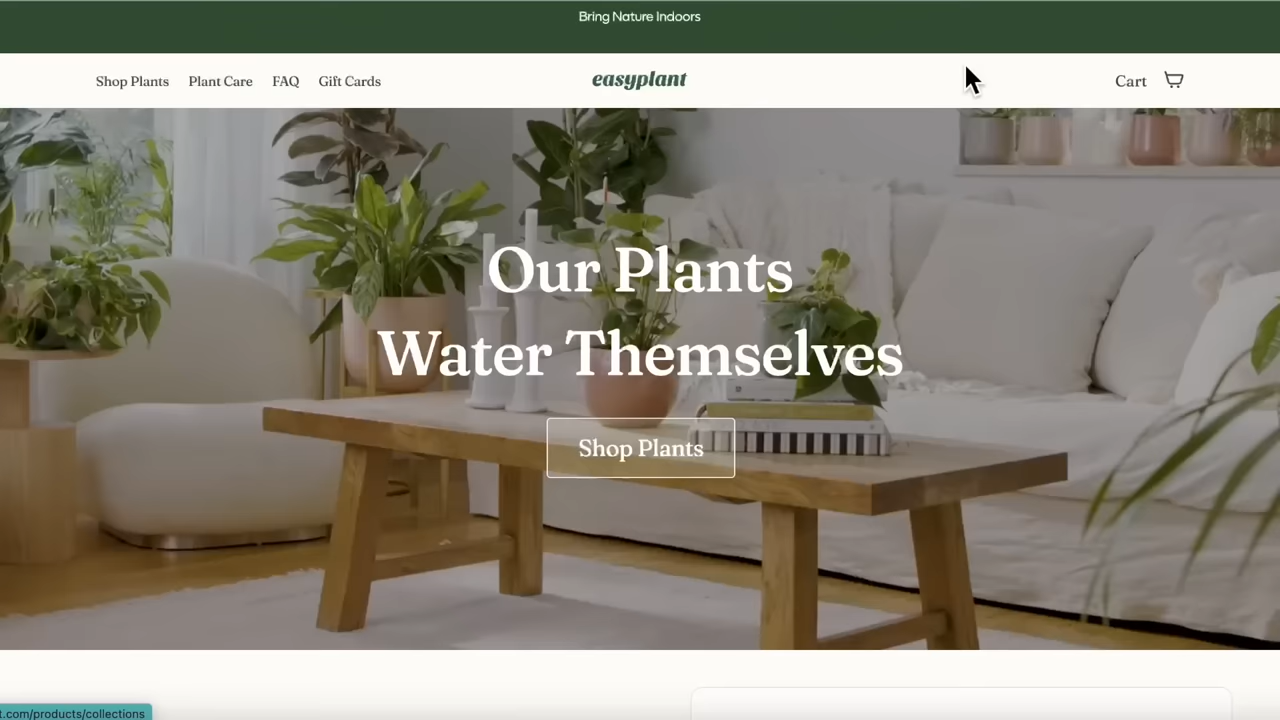 Bring Nature Indoors
Shop Plants Plant Care FAQ Gift Cards easyplant Cart
Our Plants
Water Themselves
Shop Plants
t.com/products/collections